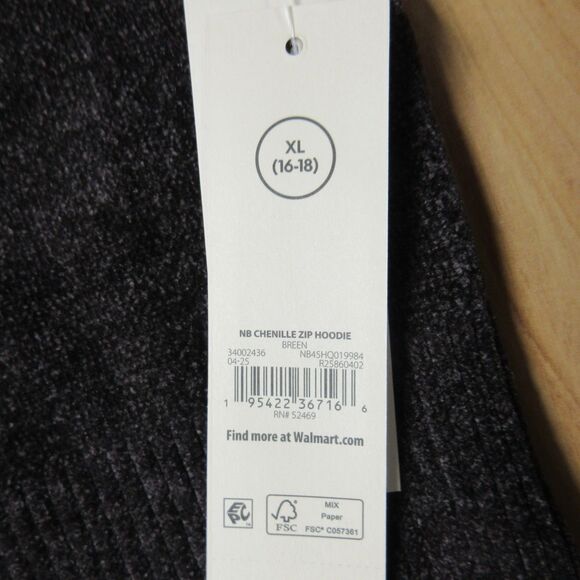 XL
(16-18)
NB CHENILLE ZIP HOODIE
BREEN
34002436 NB45HQ019984
04-25 R25860402
1 95422 36716 6
RN# 52469
Find more at Walmart.com
EPC
FSC
MIX
Paper
FSC® C057361